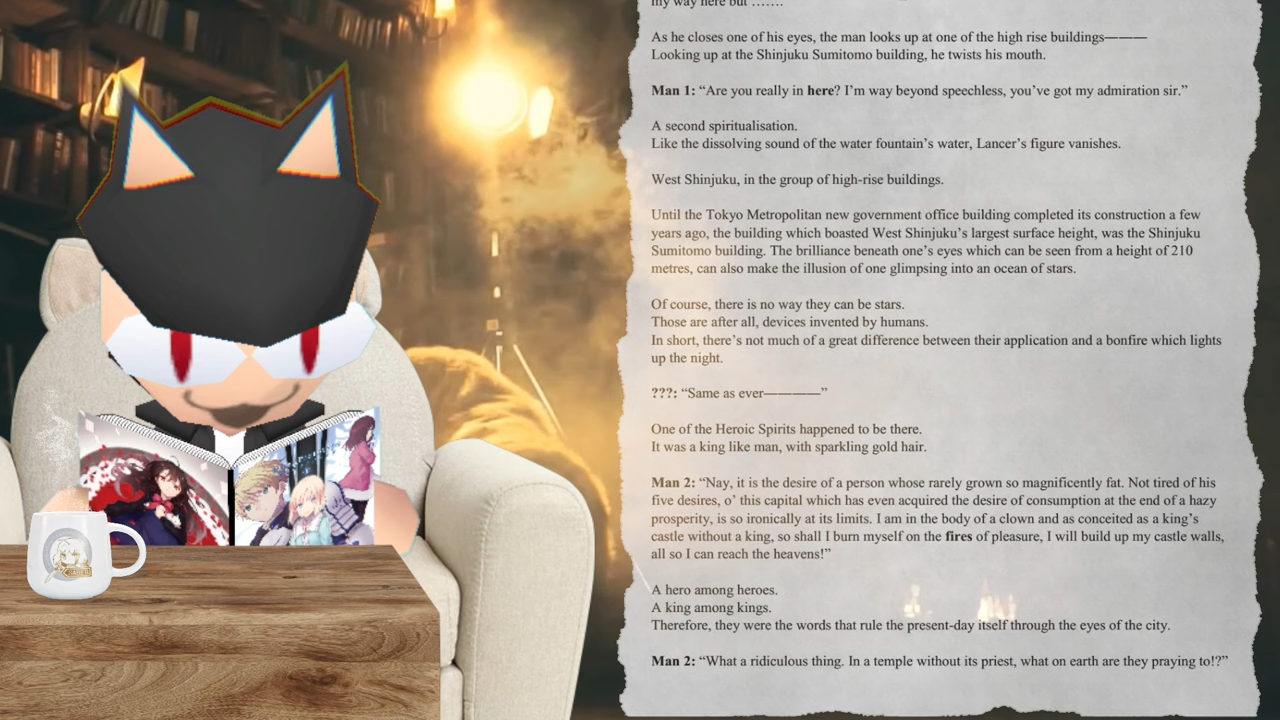 my way here but …….
As he closes one of his eyes, the man looks up at one of the high rise buildings———
Looking up at the Shinjuku Sumitomo building, he twists his mouth.
Man 1: “Are you really in here? I’m way beyond speechless, you’ve got my admiration sir.”
A second spiritualisation.
Like the dissolving sound of the water fountain’s water, Lancer’s figure vanishes.
West Shinjuku, in the group of high-rise buildings.
Until the Tokyo Metropolitan new government office building completed its construction a few
years ago, the building which boasted West Shinjuku’s largest surface height, was the Shinjuku
Sumitomo building. The brilliance beneath one’s eyes which can be seen from a height of 210
metres, can also make the illusion of one glimpsing into an ocean of stars.
Of course, there is no way they can be stars.
Those are after all, devices invented by humans.
In short, there’s not much of a great difference between their application and a bonfire which lights
up the night.
???: “Same as ever————”
One of the Heroic Spirits happened to be there.
It was a king like man, with sparkling gold hair.
Man 2: “Nay, it is the desire of a person whose rarely grown so magnificently fat. Not tired of his
five desires, o’ this capital which has even acquired the desire of consumption at the end of a hazy
prosperity, is so ironically at its limits. I am in the body of a clown and as conceited as a king’s
castle without a king, so shall I burn myself on the fires of pleasure, I will build up my castle walls,
all so I can reach the heavens!”
A hero among heroes.
A king among kings.
Therefore, they were the words that rule the present-day itself through the eyes of the city.
Man 2: “What a ridiculous thing. In a temple without its priest, what on earth are they praying to!?”